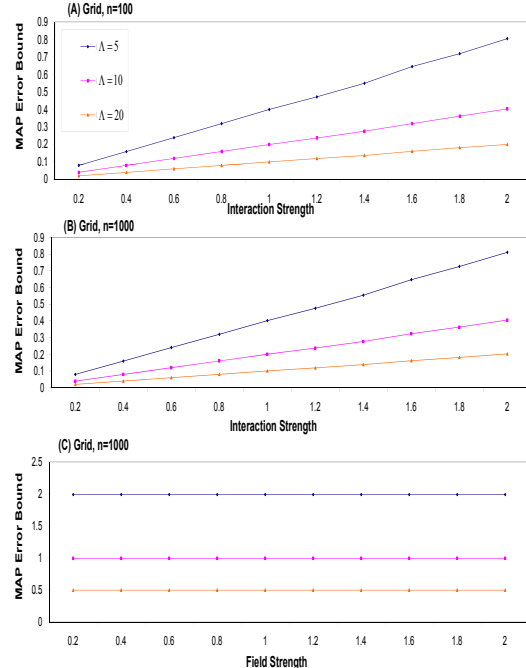 (A) Grid, n=100
MAP Error Bound
0.9
0.8
0.7
0.6
0.5
0.4
0.3
0.2
0.1
0
Λ = 5
Λ = 10
Λ = 20
0.2 0.4 0.6 0.8 1 1.2 1.4 1.6 1.8 2
Interaction Strength
(B) Grid, n=1000
MAP Error Bound
0.9
0.8
0.7
0.6
0.5
0.4
0.3
0.2
0.1
0
0.2 0.4 0.6 0.8 1 1.2 1.4 1.6 1.8 2
Interaction Strength
(C) Grid, n=1000
MAP Error Bound
2.5
2
1.5
1
0.5
0
0.2 0.4 0.6 0.8 1 1.2 1.4 1.6 1.8 2
Field Strength